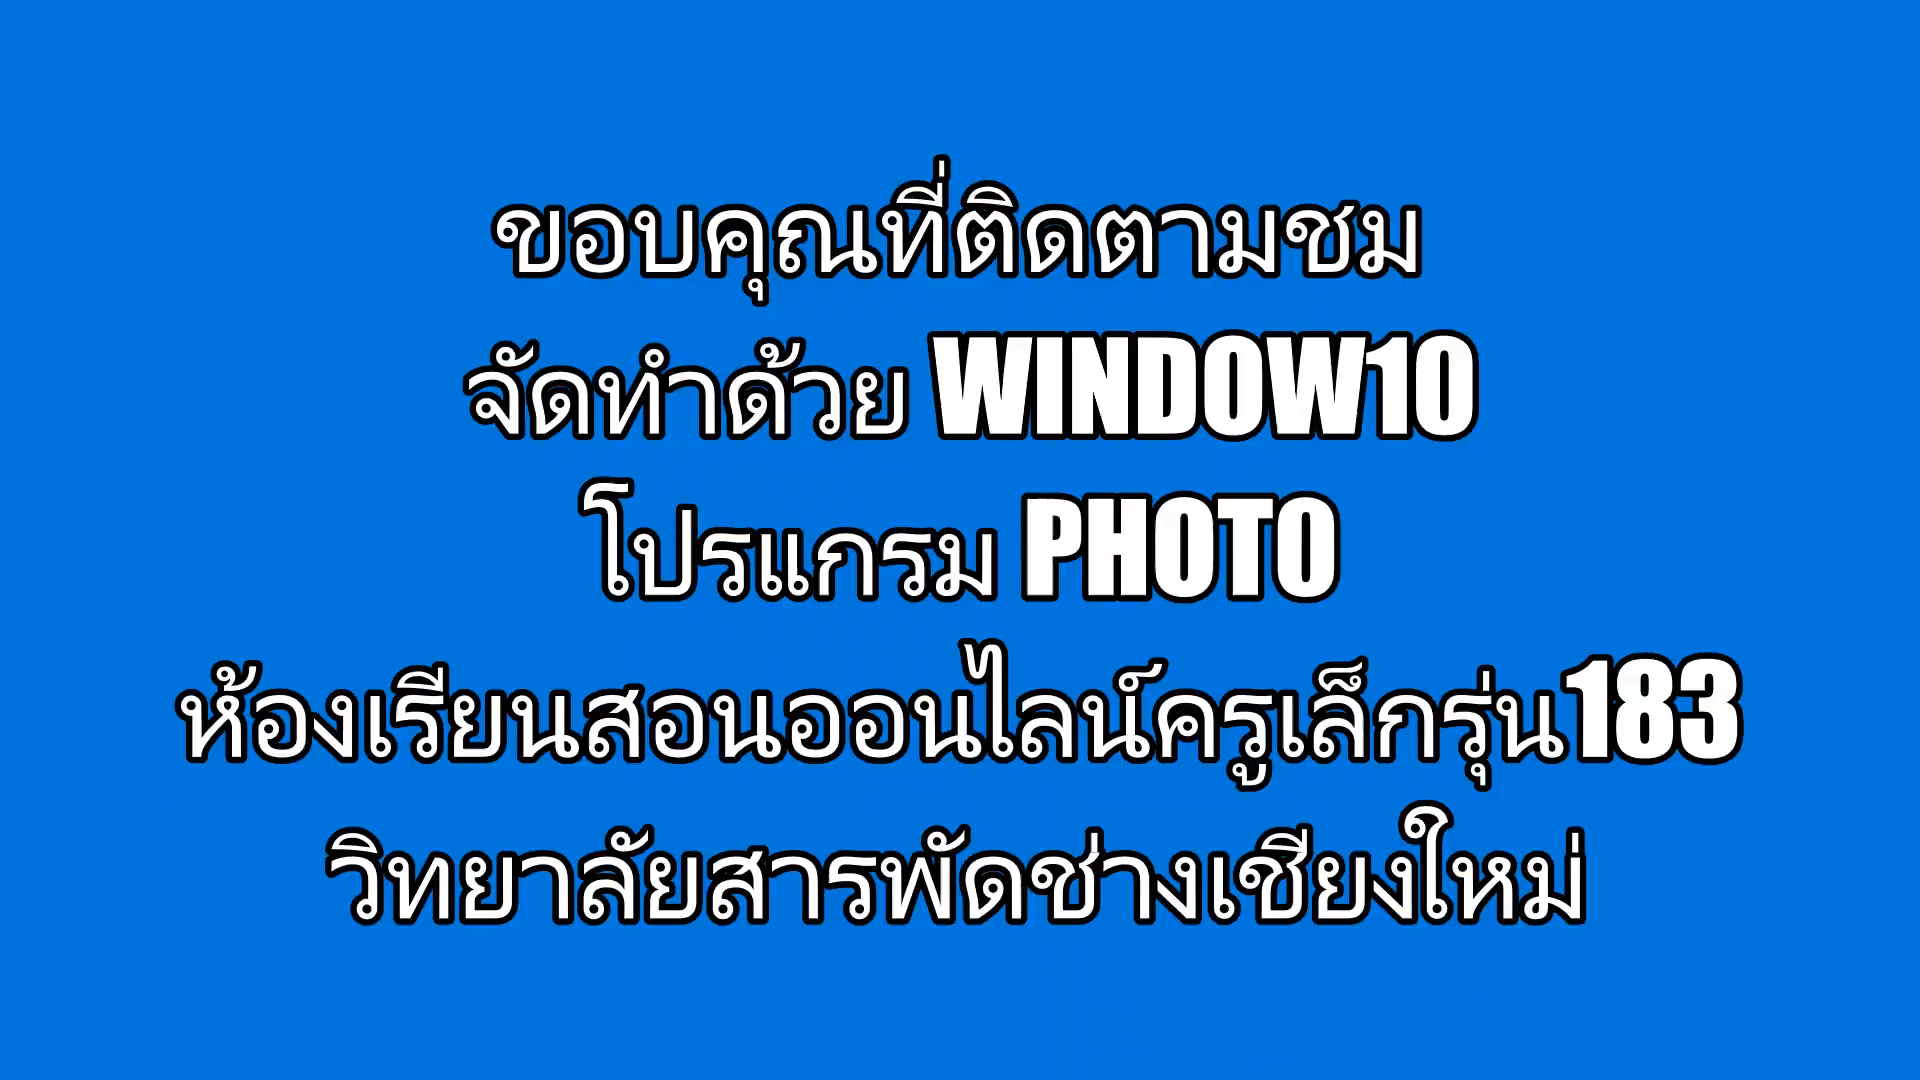 ขอบคุณที่ติดตามชม
จัดทำด้วย WINDOW10
โปรแกรม PHOTO
ห้องเรียนสอนออนไลน์ครูเล็กรุ่น183
วิทยาลัยสารพัดช่างเชียงใหม่